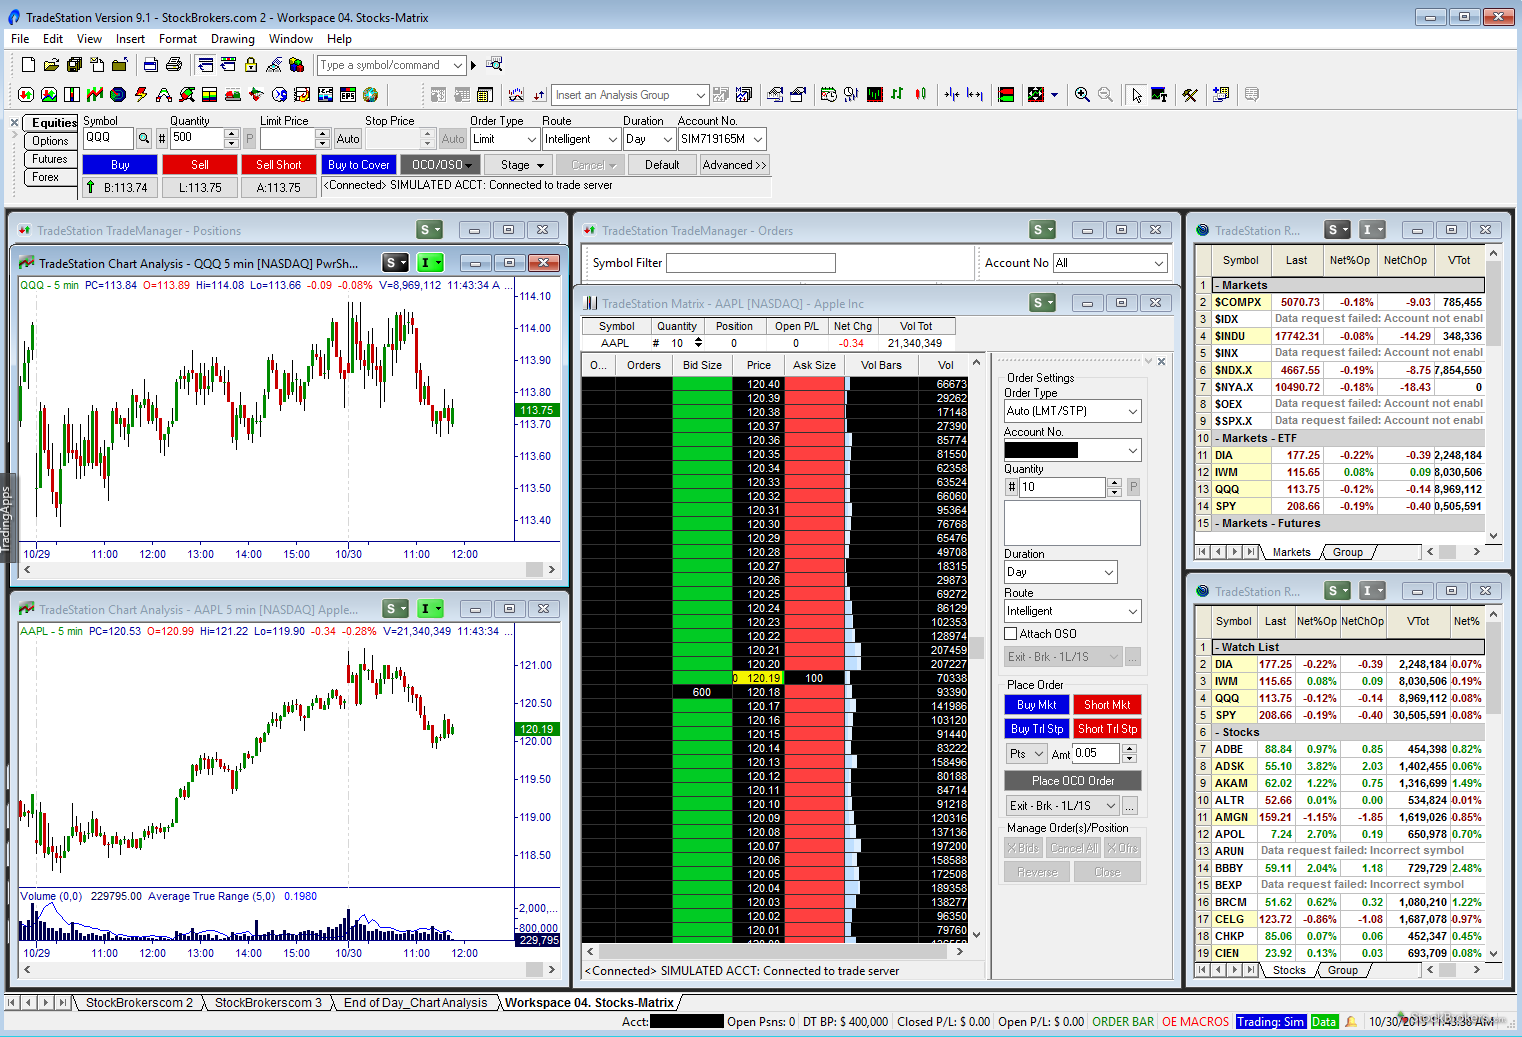 TradeStation Version 9.1 - StockBrokers.com 2 - Workspace 04. Stocks-Matrix
File Edit View Insert Format Drawing Window Help
Type a symbol/command
Insert an Analysis Group
Equities Symbol Quantity Limit Price Stop Price Order Type Route Duration Account No.
QQQ # 500 P Auto Auto Limit Intelligent Day SIM719165M
Options
Futures
Forex
Buy Sell Sell Short Buy to Cover OCO/OSO Stage Cancel Default Advanced >>
B:113.74 L:113.75 A:113.75 <Connected> SIMULATED ACCT: Connected to trade server
TradeStation TradeManager - Positions S
TradeStation Chart Analysis - QQQ 5 min [NASDAQ] PwrSh... S I
QQQ - 5 min PC=113.84 O=113.89 Hi=114.08 Lo=113.66 -0.09 -0.08% V=8,969,112 11:43:34 A ...
114.10
114.00
113.90
113.80
113.75
113.70
113.60
113.50
113.40
10/29 11:00 12:00 13:00 14:00 15:00 10/30 11:00 12:00
TradingApps
TradeStation Chart Analysis - AAPL 5 min [NASDAQ] Apple... S I
AAPL - 5 min PC=120.53 O=120.99 Hi=121.22 Lo=119.90 -0.34 -0.28% V=21,340,349 11:43:34 ...
121.00
120.50
120.19
120.00
119.50
119.00
118.50
Volume (0,0) 229795.00 Average True Range (5,0) 0.1980
2,000,...
800,000
229,795
10/29 11:00 12:00 13:00 14:00 15:00 10/30 11:00 12:00
TradeStation TradeManager - Orders S
Symbol Filter Account No All
TradeStation Matrix - AAPL [NASDAQ] - Apple Inc S
Symbol Quantity Position Open P/L Net Chg Vol Tot
AAPL # 10 0 0 -0.34 21,340,349
O... Orders Bid Size Price Ask Size Vol Bars Vol
120.40 66673
120.39 29262
120.38 17148
120.37 27390
120.36 85774
120.35 81550
120.34 62358
120.33 63524
120.32 66060
120.31 95364
120.30 76768
120.29 65476
120.28 49708
120.27 18315
120.26 29873
120.25 69272
120.24 86129
120.23 102353
120.22 128974
120.21 207459
120.20 207227
0 120.19 100 70338
600 120.18 93390
120.17 141986
120.16 103120
120.15 91440
120.14 83222
120.13 158496
120.12 80188
120.11 84714
120.10 91218
120.09 120316
120.08 137136
120.07 197200
120.06 158588
120.05 172508
120.04 189358
120.03 138277
120.02 96350
120.01 79760
<Connected> SIMULATED ACCT: Connected to trade server
Order Settings
Order Type
Auto (LMT/STP)
Account No.
Quantity
# 10 P
Duration
Day
Route
Intelligent
Attach OSO
Exit - Brk - 1L/1S ...
Place Order
Buy Mkt Short Mkt
Buy Trl Stp Short Trl Stp
Pts Amt 0.05
Place OCO Order
Exit - Brk - 1L/1S ...
Manage Order(s)/Position
X Bids Cancel All X Ofrs
Reverse Close
TradeStation R... S I
Symbol Last Net%Op NetChOp VTot
1 - Markets
2 $COMPX 5070.73 -0.18% -9.03 785,455
3 $IDX Data request failed: Account not enabl
4 $INDU 17742.31 -0.08% -14.29 348,336
5 $INX Data request failed: Account not enabl
6 $NDX.X 4667.55 -0.19% -8.75 7,854,550
7 $NYA.X 10490.72 -0.18% -18.43 0
8 $OEX Data request failed: Account not enabl
9 $SPX.X Data request failed: Account not enabl
10 - Markets - ETF
11 DIA 177.25 -0.22% -0.39 2,248,184
12 IWM 115.65 0.08% 0.09 8,030,506
13 QQQ 113.75 -0.12% -0.14 8,969,112
14 SPY 208.66 -0.19% -0.40 0,505,591
15 - Markets - Futures
Markets Group
TradeStation R... S I
Symbol Last Net%Op NetChOp VTot Net%
1 - Watch List
2 DIA 177.25 -0.22% -0.39 2,248,184 -0.07%
3 IWM 115.65 0.08% 0.09 8,030,506 -0.19%
4 QQQ 113.75 -0.12% -0.14 8,969,112 -0.08%
5 SPY 208.66 -0.19% -0.40 30,505,591 -0.08%
6 - Stocks
7 ADBE 88.84 0.97% 0.85 454,398 0.82%
8 ADSK 55.10 3.82% 2.03 1,402,455 0.06%
9 AKAM 62.02 1.22% 0.75 1,316,699 1.49%
10 ALTR 52.66 0.01% 0.00 534,824 -0.01%
11 AMGN 159.21 -1.15% -1.85 1,619,026 -0.85%
12 APOL 7.24 2.70% 0.19 650,978 0.70%
13 ARUN Data request failed: Incorrect symbol
14 BBBY 59.11 2.04% 1.18 729,729 2.48%
15 BEXP Data request failed: Incorrect symbol
16 BRCM 51.62 0.62% 0.32 1,080,210 1.22%
17 CELG 123.72 -0.86% -1.08 1,687,078 -0.97%
18 CHKP 85.06 0.07% 0.06 452,347 0.45%
19 CIEN 23.92 0.13% 0.03 693,709 0.08%
Stocks Group
StockBrokerscom 2 StockBrokerscom 3 End of Day_ChartAnalysis Workspace 04. Stocks-Matrix
Acct: Open Psns: 0 DT BP: $ 400,000 Closed P/L: $ 0.00 Open P/L: $ 0.00 ORDER BAR OE MACROS Trading: Sim Data 10/30/2015 11:43:36 AM